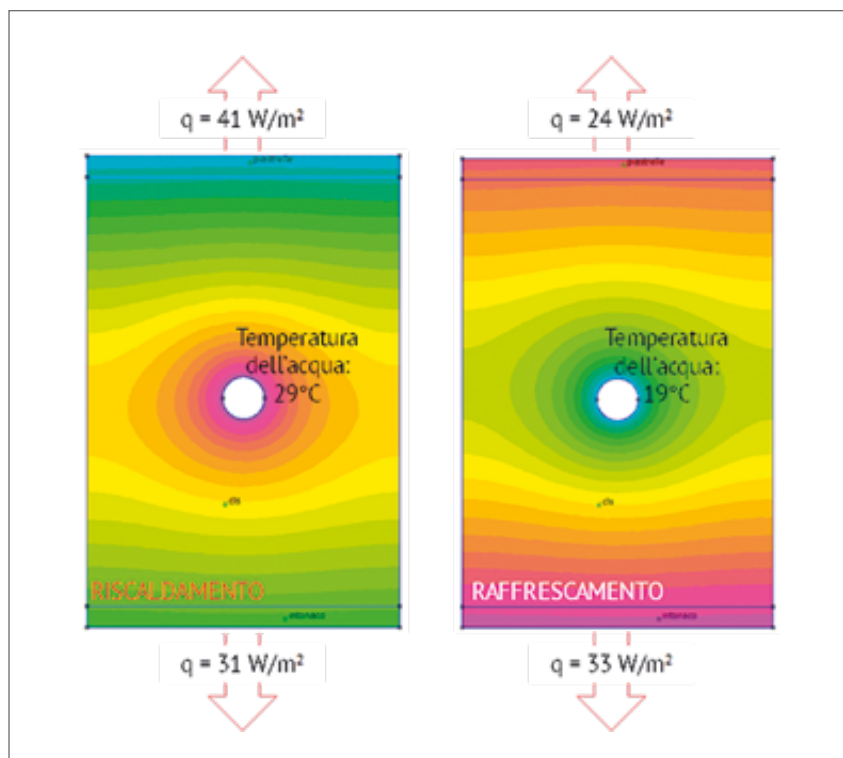 q = 41 W/m²
q = 24 W/m²
piastrelle
piastrelle
Temperatura
dell'acqua:
29°C
Temperatura
dell'acqua:
19°C
cls
cls
RISCALDAMENTO
RAFFRESCAMENTO
intonaco
intonaco
q = 31 W/m²
q = 33 W/m²